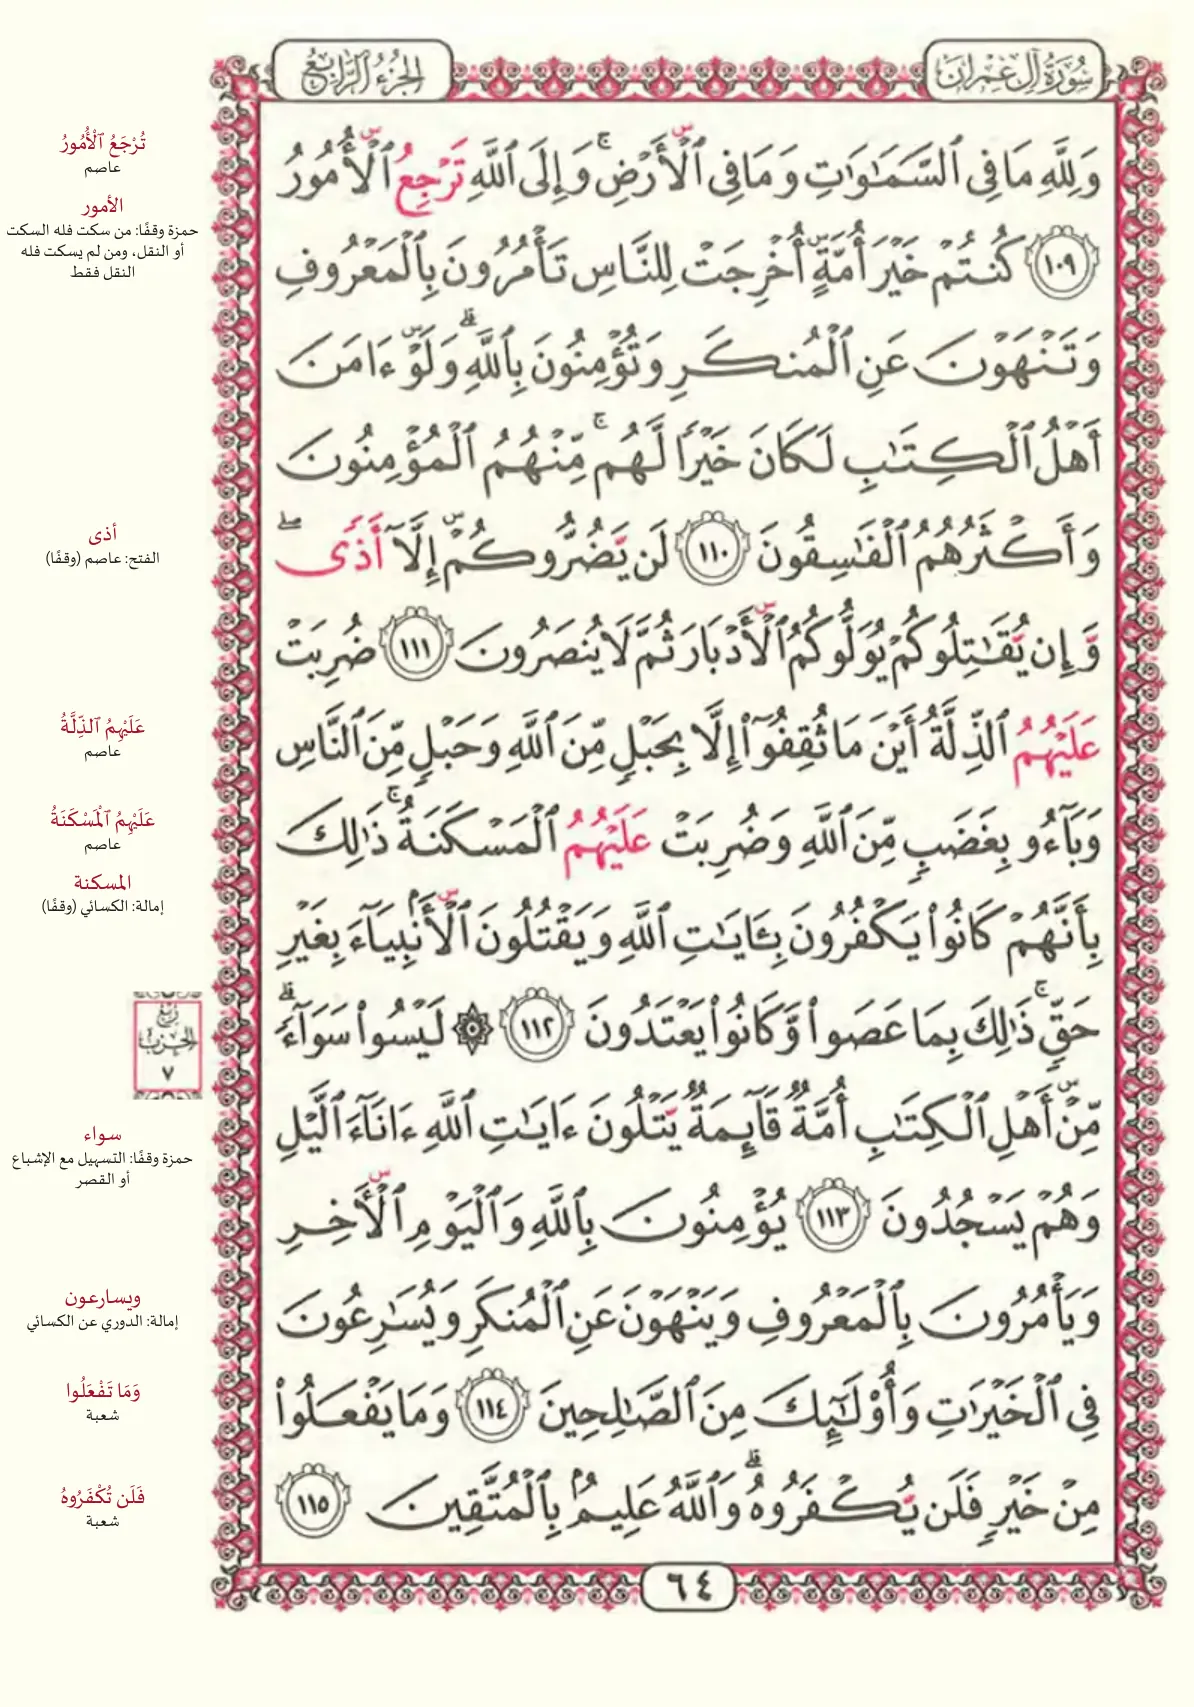 سُورَةُ آلِ عِمْرَانَ
الجُزْءُ الرَّابِعُ
وَلِلَّهِ مَا فِي ٱلسَّمَٰوَٰتِ وَمَا فِي ٱلْأَرْضِۚ وَإِلَى ٱللَّهِ تَرْجِعُ ٱلْأُمُورُ
١٠٩ كُنتُمْ خَيْرَ أُمَّةٍ أُخْرِجَتْ لِلنَّاسِ تَأْمُرُونَ بِٱلْمَعْرُوفِ
وَتَنْهَوْنَ عَنِ ٱلْمُنكَرِ وَتُؤْمِنُونَ بِٱللَّهِۗ وَلَوْ ءَامَنَ
أَهْلُ ٱلْكِتَٰبِ لَكَانَ خَيْرًا لَّهُمۚ مِّنْهُمُ ٱلْمُؤْمِنُونَ
وَأَكْثَرُهُمُ ٱلْفَٰسِقُونَ ١١٠ لَن يَضُرُّوكُمْ إِلَّآ أَذًىۖ
وَّإِن يُقَٰتِلُوكُمْ يُوَلُّوكُمُ ٱلْأَدْبَارَ ثُمَّ لَا يُنصَرُونَ ١١١ ضُرِبَتْ
عَلَيْهُمُ ٱلذِّلَّةُ أَيْنَ مَا ثُقِفُوٓا۟ إِلَّا بِحَبْلٍ مِّنَ ٱللَّهِ وَحَبْلٍ مِّنَ ٱلنَّاسِ
وَبَآءُو بِغَضَبٍ مِّنَ ٱللَّهِ وَضُرِبَتْ عَلَيْهُمُ ٱلْمَسْكَنَةُۚ ذَٰلِكَ
بِأَنَّهُمْ كَانُوا۟ يَكْفُرُونَ بِـَٔايَٰتِ ٱللَّهِ وَيَقْتُلُونَ ٱلْأَنۢبِيَآءَ بِغَيْرِ
حَقٍّۚ ذَٰلِكَ بِمَا عَصَوا۟ وَّكَانُوا۟ يَعْتَدُونَ ١١٢ ۞ لَيْسُوا۟ سَوَآءًۗ
مِّنْ أَهْلِ ٱلْكِتَٰبِ أُمَّةٌ قَآئِمَةٌ يَتْلُونَ ءَايَٰتِ ٱللَّهِ ءَانَآءَ ٱلَّيْلِ
وَهُمْ يَسْجُدُونَ ١١٣ يُؤْمِنُونَ بِٱللَّهِ وَٱلْيَوْمِ ٱلْأَخِرِ
وَيَأْمُرُونَ بِٱلْمَعْرُوفِ وَيَنْهَوْنَ عَنِ ٱلْمُنكَرِ وَيُسَٰرِعُونَ
فِي ٱلْخَيْرَٰتِ وَأُو۟لَٰٓئِكَ مِنَ ٱلصَّٰلِحِينَ ١١٤ وَمَا يَفْعَلُوا۟
مِنْ خَيْرٍ فَلَن يُكْفَرُوهُۗ وَٱللَّهُ عَلِيمٌۢ بِٱلْمُتَّقِينَ ١١٥
٦٤
تُرْجَعُ ٱلْأُمُورُ
عاصم
الأمور
حمزة وقفًا: من سكت فله السكت
أو النقل، ومن لم يسكت فله
النقل فقط
أذى
الفتح: عاصم (وقفًا)
عَلَيْهِمُ ٱلذِّلَّةُ
عاصم
عَلَيْهِمُ ٱلْمَسْكَنَةُ
عاصم
المسكنة
إمالة: الكسائي (وقفًا)
رُبْعُ
الحِزْبِ
٧
سواء
حمزة وقفًا: التسهيل مع الإشباع
أو القصر
ويسارعون
إمالة: الدوري عن الكسائي
وَمَا تَفْعَلُوا
شعبة
فَلَن تُكْفَرُوهُ
شعبة